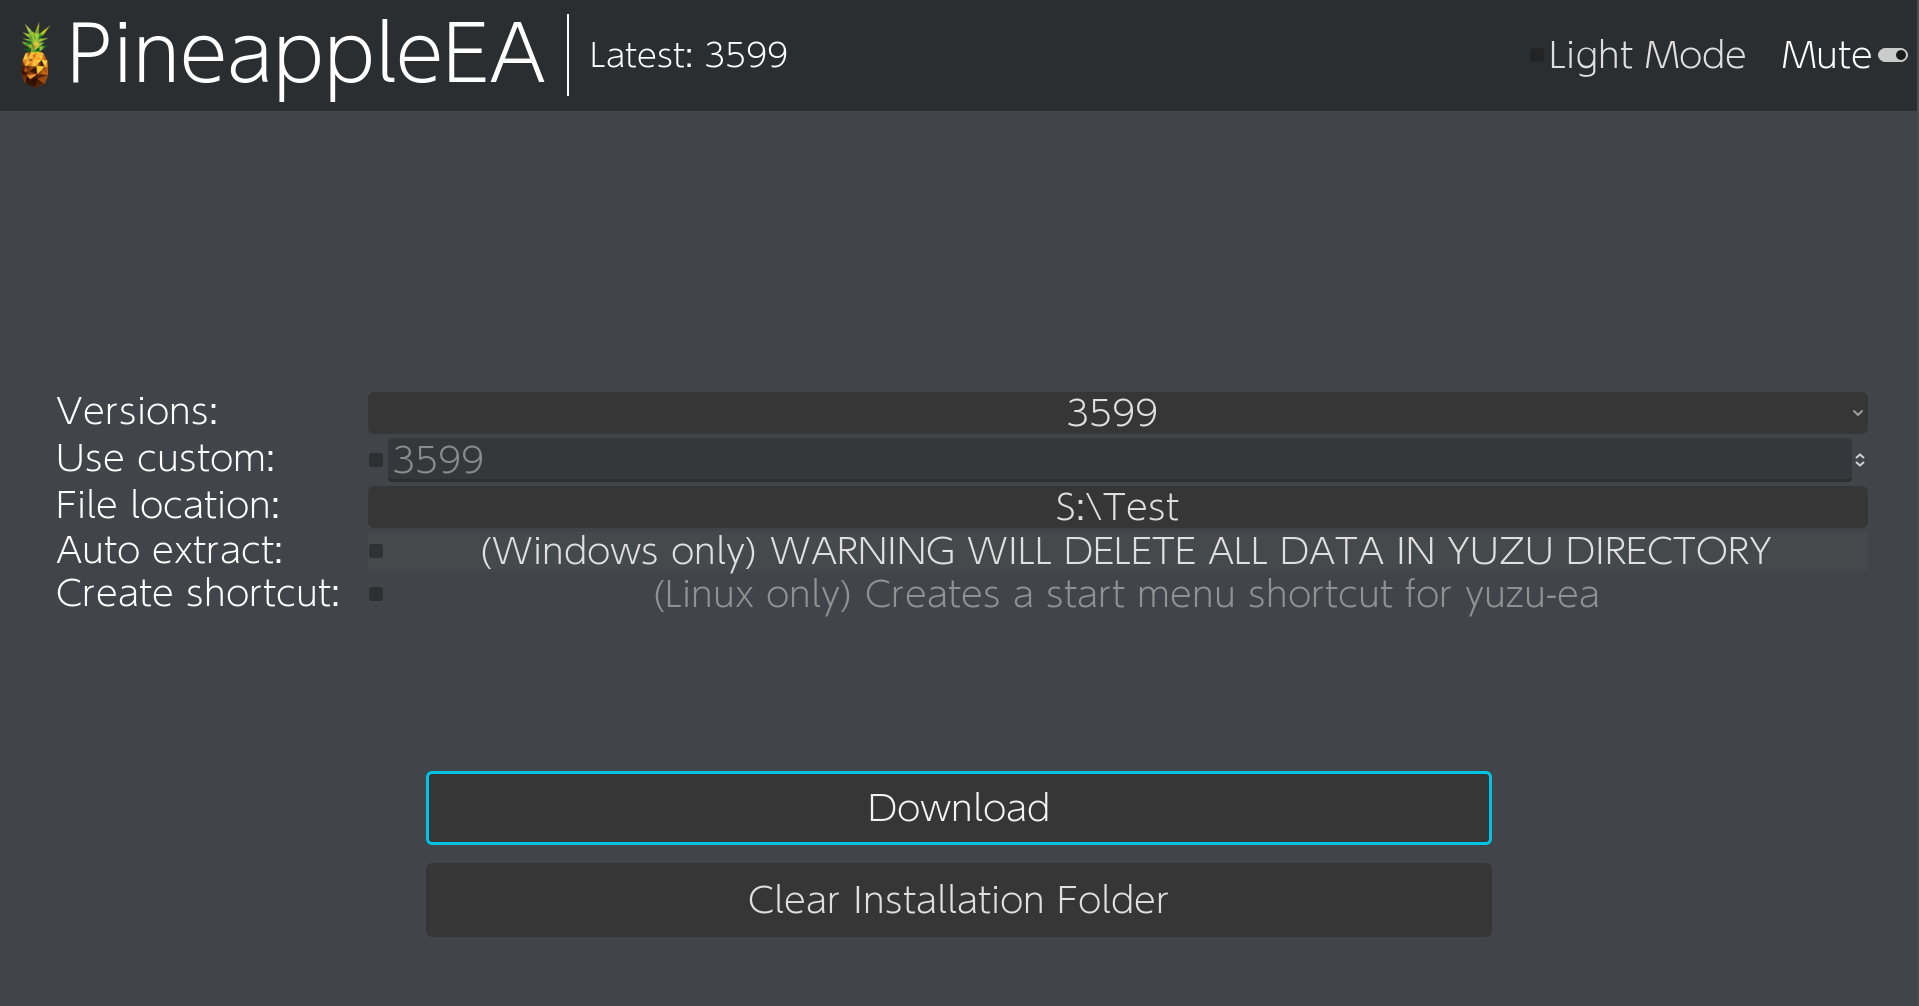 PineappleEA
Latest: 3599
Light Mode
Mute
Versions:
3599
Use custom:
3599
File location:
S:\Test
Auto extract:
(Windows only) WARNING WILL DELETE ALL DATA IN YUZU DIRECTORY
Create shortcut:
(Linux only) Creates a start menu shortcut for yuzu-ea
Download
Clear Installation Folder